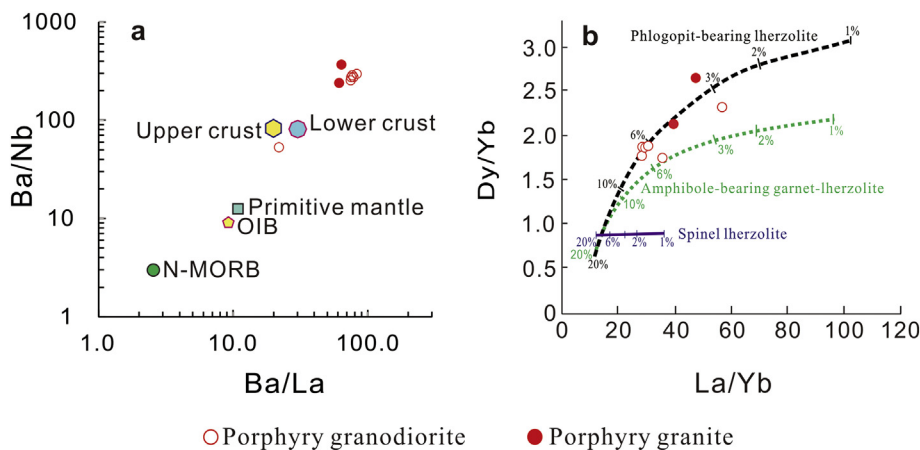 a
1000
100
10
1
Ba/Nb
Upper crust
Lower crust
Primitive mantle
OIB
N-MORB
1.0
10.0
100.0
Ba/La
b
Phlogopit-bearing lherzolite
1%
2%
3%
6%
10%
20%
3.0
2.5
2.0
1.5
1.0
0.5
0
Dy/Yb
1%
2%
3%
6%
10%
20%
Amphibole-bearing garnet-lherzolite
Spinel lherzolite
20%
6%
2%
1%
0
20
40
60
80
100
120
La/Yb
Porphyry granodiorite
Porphyry granite